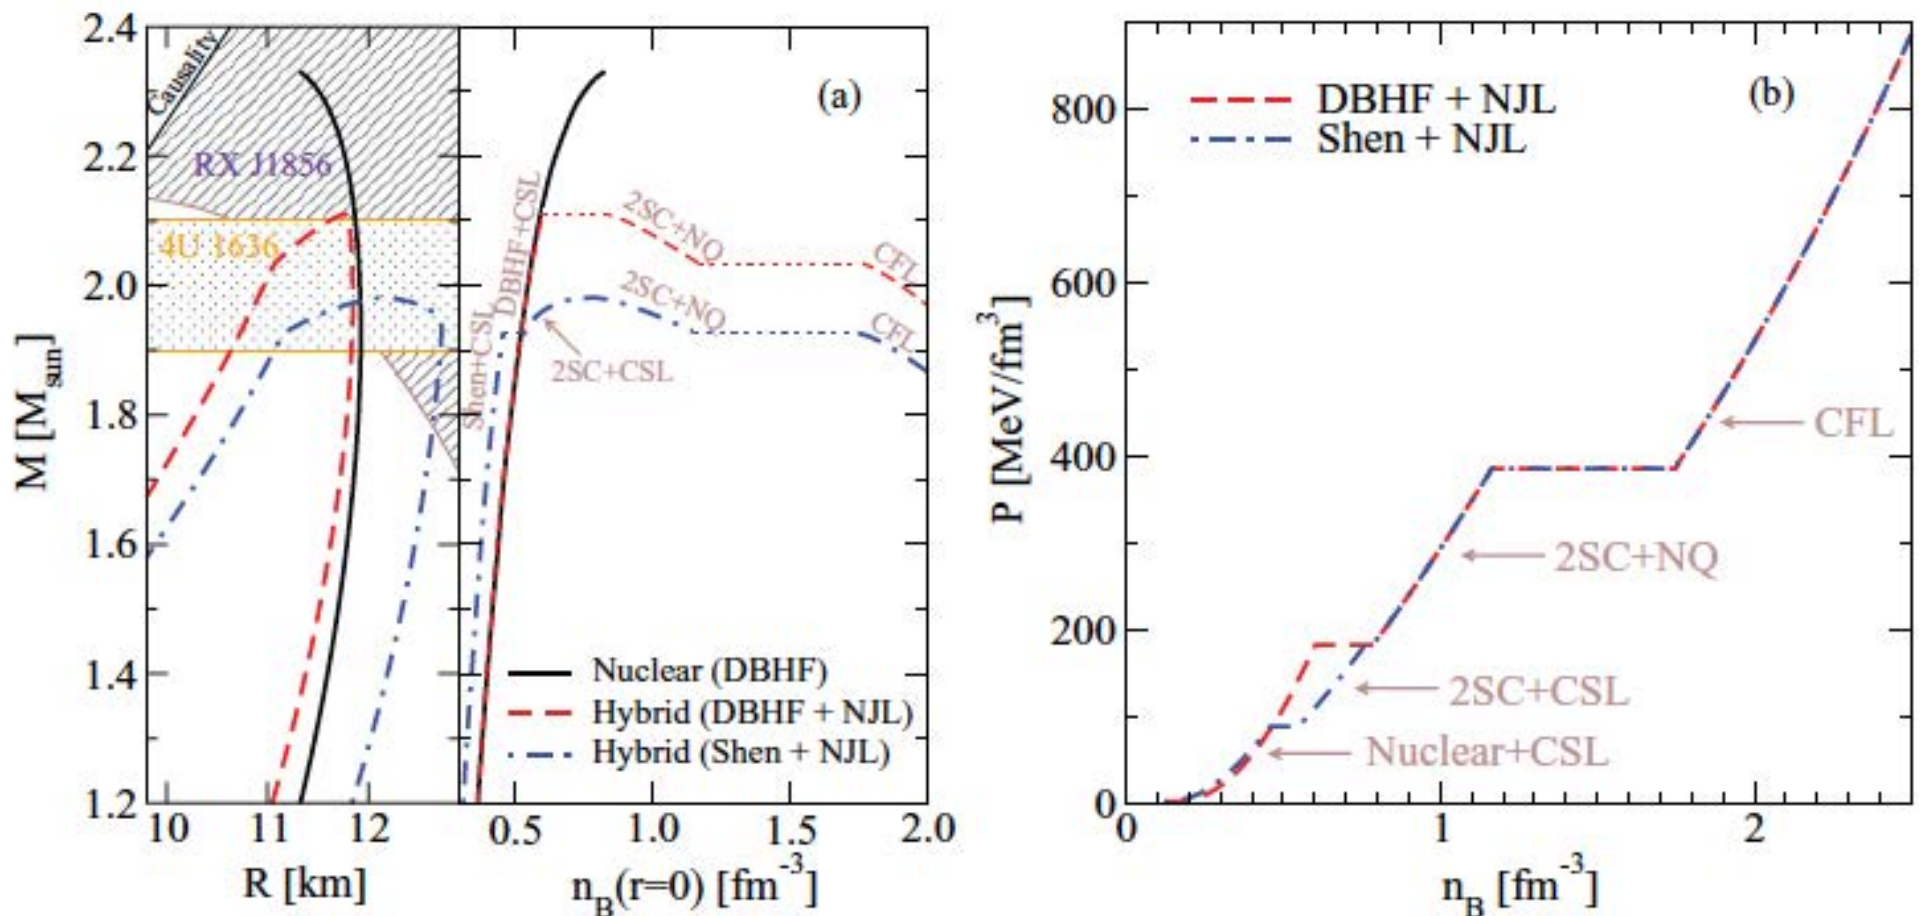 2.4
2.2
2.0
1.8
1.6
1.4
1.2
M [M_sun]
Causality
RX J1856
4U 1636
10 11 12
R [km]
(a)
Shen+CSL
DBHF+CSL
2SC+NQ
CFL
2SC+NQ
CFL
2SC+CSL
Nuclear (DBHF)
Hybrid (DBHF + NJL)
Hybrid (Shen + NJL)
0.5 1.0 1.5 2.0
n_B(r=0) [fm^-3]
(b)
DBHF + NJL
Shen + NJL
800
600
400
200
0
P [MeV/fm^3]
CFL
2SC+NQ
2SC+CSL
Nuclear+CSL
0 1 2
n_B [fm^-3]